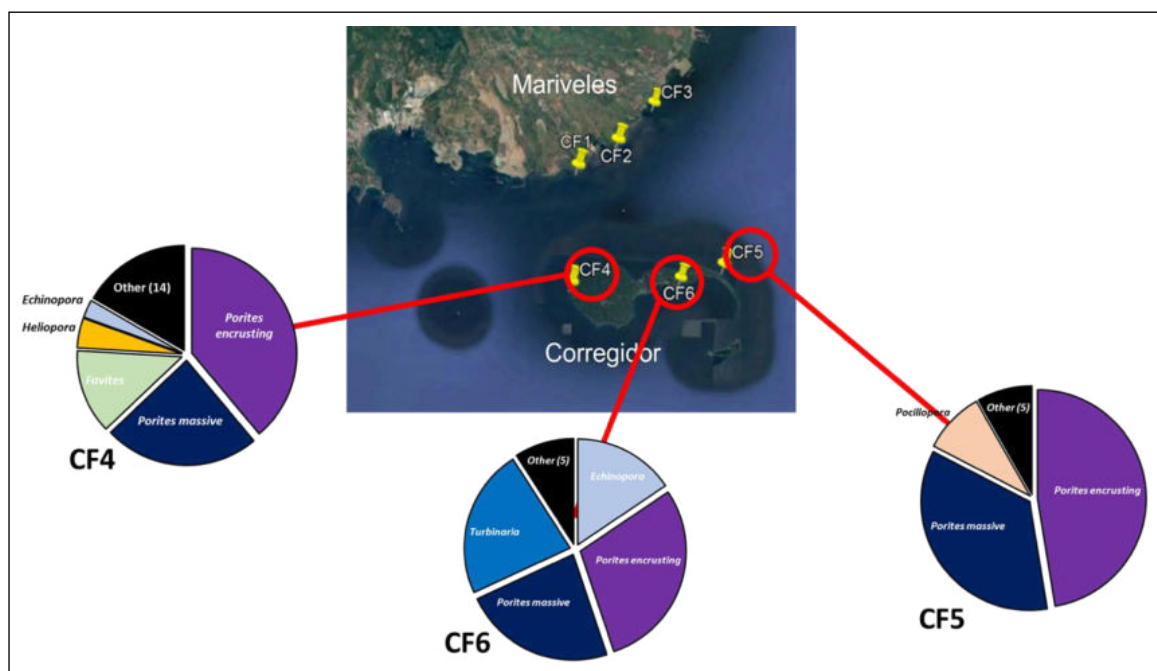 Mariveles
CF3
CF1
CF2
CF4
CF5
CF6
Corregidor
Other (14)
Echinopora
Heliopora
Favites
Porites
encrusting
Porites massive
CF4
Other (5)
Echinopora
Turbinaria
Porites encrusting
Porites massive
CF6
Pocillopora
Other (5)
Porites encrusting
Porites massive
CF5